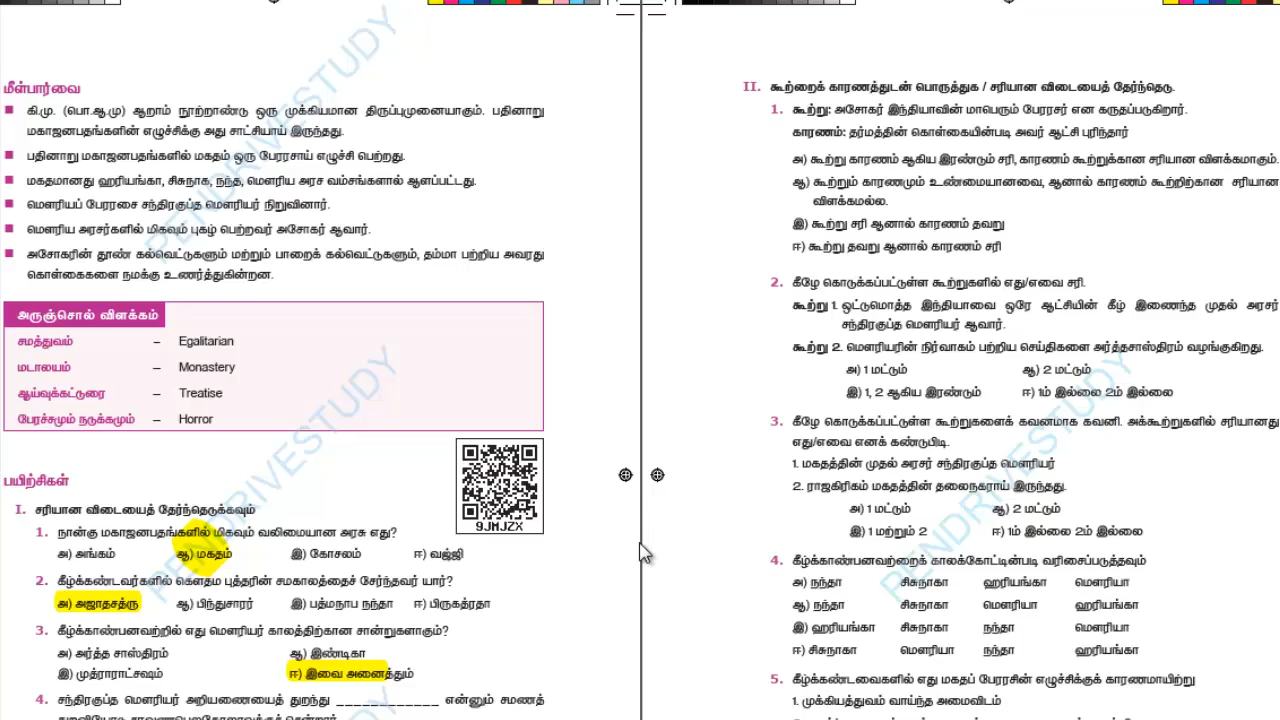 மீள்பார்வை
கி.மு. (பொ.ஆ.மு) ஆறாம் நூற்றாண்டு ஒரு முக்கியமான திருப்புமுனையாகும். பதினாறு
மகாஜனபதங்களின் எழுச்சிக்கு அது சாட்சியாய் இருந்தது.
பதினாறு மகாஜனபதங்களில் மகதம் ஒரு பேரரசாய் எழுச்சி பெற்றது.
மகதமானது ஹரியங்கா, சிசுநாக, நந்த, மௌரிய அரச வம்சங்களால் ஆளப்பட்டது.
மௌரியப் பேரரசை சந்திரகுப்த மௌரியர் நிறுவினார்.
மௌரிய அரசர்களில் மிகவும் புகழ் பெற்றவர் அசோகர் ஆவார்.
அசோகரின் தூண் கல்வெட்டுகளும் மற்றும் பாறைக் கல்வெட்டுகளும், தம்மா பற்றிய அவரது
கொள்கைகளை நமக்கு உணர்த்துகின்றன.
அருஞ்சொல் விளக்கம்
சமத்துவம் – Egalitarian
மடாலயம் – Monastery
ஆய்வுக்கட்டுரை – Treatise
பேரச்சமும் நடுக்கமும் – Horror
9JMJZX
பயிற்சிகள்
I. சரியான விடையைத் தேர்ந்தெடுக்கவும்
1. நான்கு மகாஜனபதங்களில் மிகவும் வலிமையான அரசு எது?
அ) அங்கம் ஆ) மகதம் இ) கோசலம் ஈ) வஜ்ஜி
2. கீழ்க்கண்டவர்களில் கௌதம புத்தரின் சமகாலத்தைச் சேர்ந்தவர் யார்?
அ) அஜாதசத்ரு ஆ) பிந்துசாரர் இ) பத்மநாப நந்தா ஈ) பிருகத்ரதா
3. கீழ்க்காண்பனவற்றில் எது மௌரியர் காலத்திற்கான சான்றுகளாகும்?
அ) அர்த்த சாஸ்திரம் ஆ) இண்டிகா
இ) முத்ராராட்சஷம் ஈ) இவை அனைத்தும்
4. சந்திரகுப்த மௌரியர் அறியணையைத் துறந்து ____________ என்னும் சமணத்
II. கூற்றைக் காரணத்துடன் பொருத்துக / சரியான விடையைத் தேர்ந்தெடு.
1. கூற்று: அசோகர் இந்தியாவின் மாபெரும் பேரரசர் என கருதப்படுகிறார்.
காரணம்: தர்மத்தின் கொள்கையின்படி அவர் ஆட்சி புரிந்தார்
அ) கூற்று காரணம் ஆகிய இரண்டும் சரி, காரணம் கூற்றுக்கான சரியான விளக்கமாகும்.
ஆ) கூற்றும் காரணமும் உண்மையானவை, ஆனால் காரணம் கூற்றிற்கான சரியான
விளக்கமல்ல.
இ) கூற்று சரி ஆனால் காரணம் தவறு
ஈ) கூற்று தவறு ஆனால் காரணம் சரி
2. கீழே கொடுக்கப்பட்டுள்ள கூற்றுகளில் எது/எவை சரி.
கூற்று 1. ஒட்டுமொத்த இந்தியாவை ஒரே ஆட்சியின் கீழ் இணைந்த முதல் அரசர்
சந்திரகுப்த மௌரியர் ஆவார்.
கூற்று 2. மௌரியரின் நிர்வாகம் பற்றிய செய்திகளை அர்த்தசாஸ்திரம் வழங்குகிறது.
அ) 1 மட்டும் ஆ) 2 மட்டும்
இ) 1, 2 ஆகிய இரண்டும் ஈ) 1ம் இல்லை 2ம் இல்லை
3. கீழே கொடுக்கப்பட்டுள்ள கூற்றுகளைக் கவனமாக கவனி. அக்கூற்றுகளில் சரியானது
எது/எவை எனக் கண்டுபிடி.
1. மகதத்தின் முதல் அரசர் சந்திரகுப்த மௌரியர்
2. ராஜகிரிகம் மகதத்தின் தலைநகராய் இருந்தது.
அ) 1 மட்டும் ஆ) 2 மட்டும்
இ) 1 மற்றும் 2 ஈ) 1ம் இல்லை 2ம் இல்லை
4. கீழ்க்காண்பனவற்றைக் காலக்கோட்டின்படி வரிசைப்படுத்தவும்
அ) நந்தா சிசுநாகா ஹரியங்கா மௌரியா
ஆ) நந்தா சிசுநாகா மௌரியா ஹரியங்கா
இ) ஹரியங்கா சிசுநாகா நந்தா மௌரியா
ஈ) சிசுநாகா மௌரியா நந்தா ஹரியங்கா
5. கீழ்க்கண்டவைகளில் எது மகதப் பேரரசின் எழுச்சிக்குக் காரணமாயிற்று
1. முக்கியத்துவம் வாய்ந்த அமைவிடம்
PENDRIVESTUDY
PENDRIVESTUDY
PENDRIVESTUDY